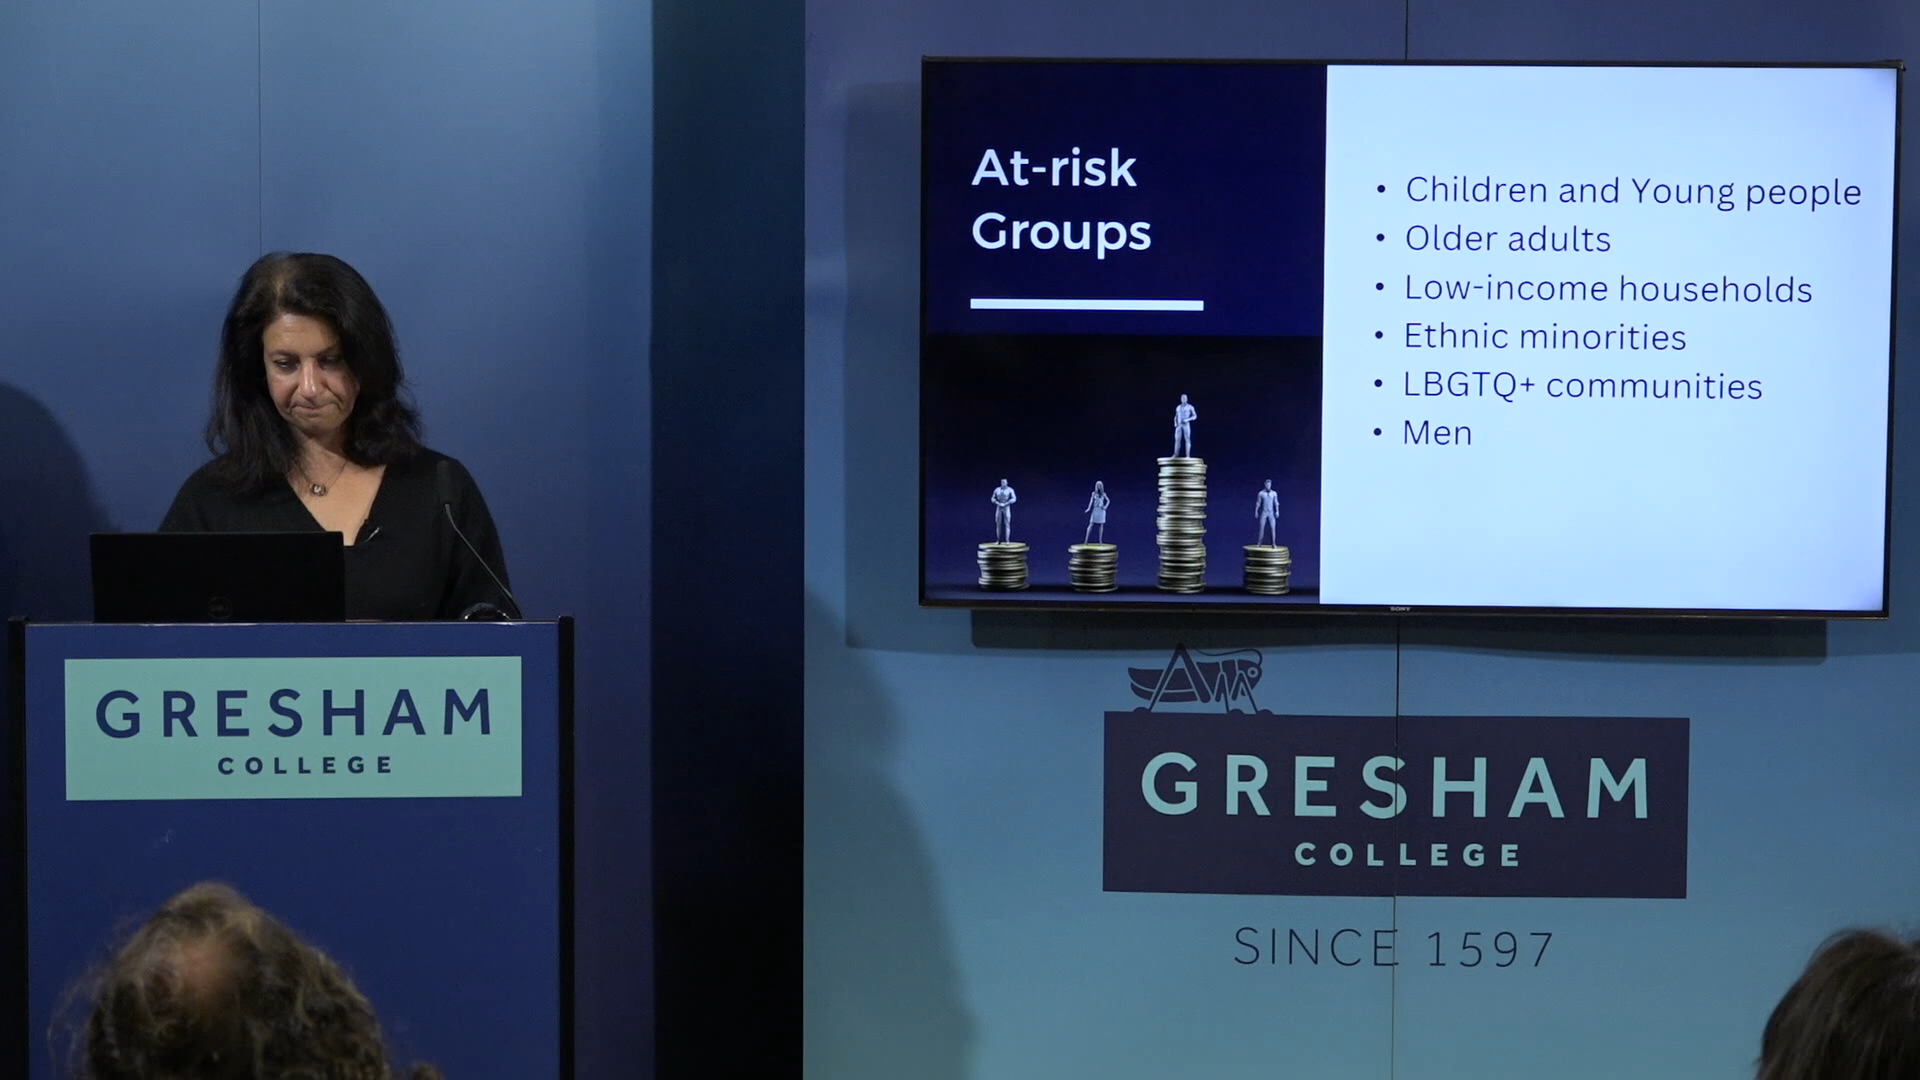 At-risk
Groups
• Children and Young people
• Older adults
• Low-income households
• Ethnic minorities
• LBGTQ+ communities
• Men
SONY
GRESHAM
COLLEGE
GRESHAM
COLLEGE
SINCE 1597